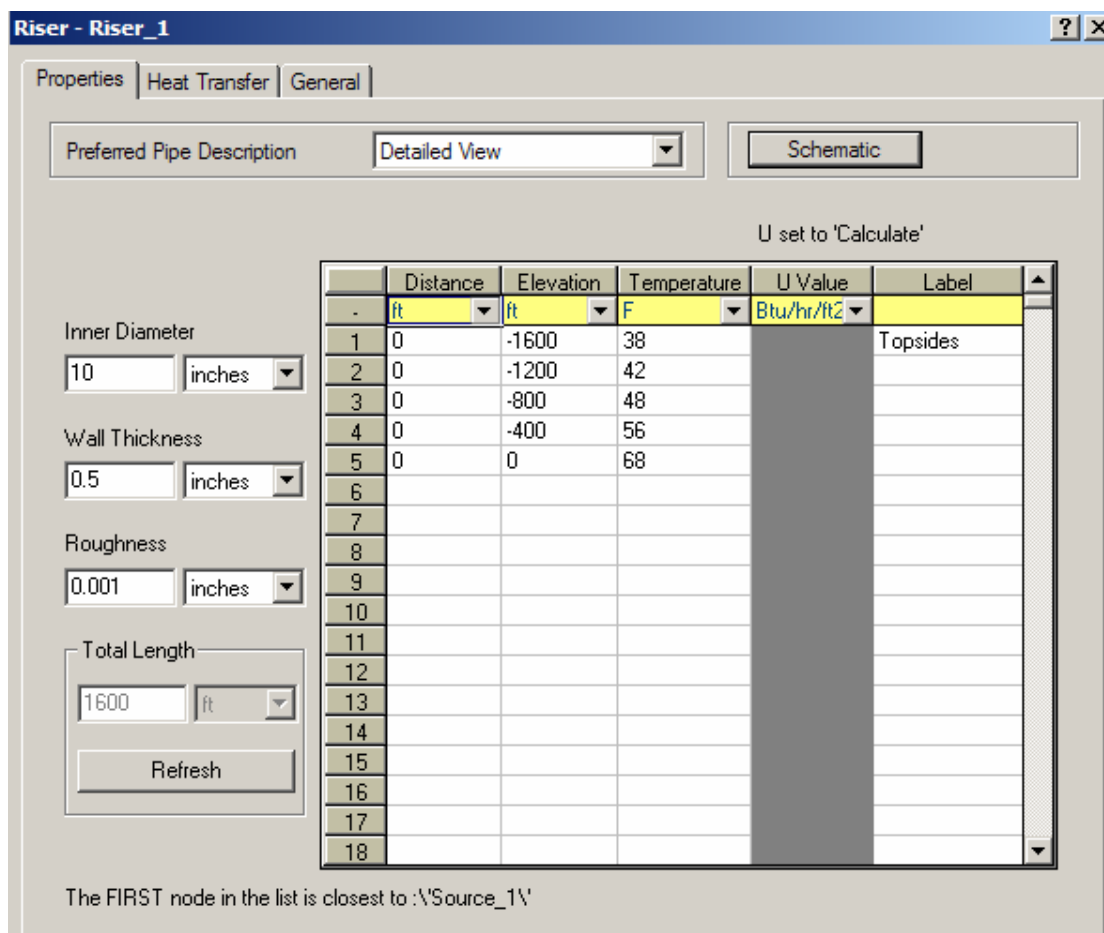 Riser - Riser_1
Properties Heat Transfer General
Preferred Pipe Description Detailed View Schematic
U set to 'Calculate'
Distance Elevation Temperature U Value Label
- ft ft F Btu/hr/ft2
Inner Diameter
10 inches
Wall Thickness
0.5 inches
Roughness
0.001 inches
Total Length
1600 ft
Refresh
1 0 -1600 38 Topsides
2 0 -1200 42
3 0 -800 48
4 0 -400 56
5 0 0 68
6
7
8
9
10
11
12
13
14
15
16
17
18
The FIRST node in the list is closest to :\'Source_1\'